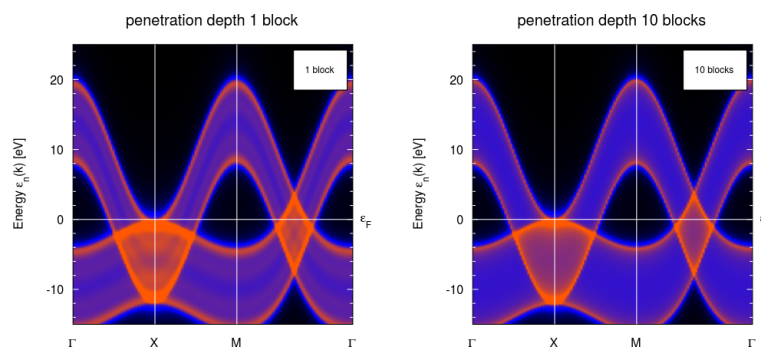 penetration depth 1 block
1 block
20
10
0
-10
Energy ε_n(k) [eV]
ε_F
Γ
X
M
Γ
penetration depth 10 blocks
10 blocks
20
10
0
-10
Energy ε_n(k) [eV]
ε
Γ
X
M
Γ